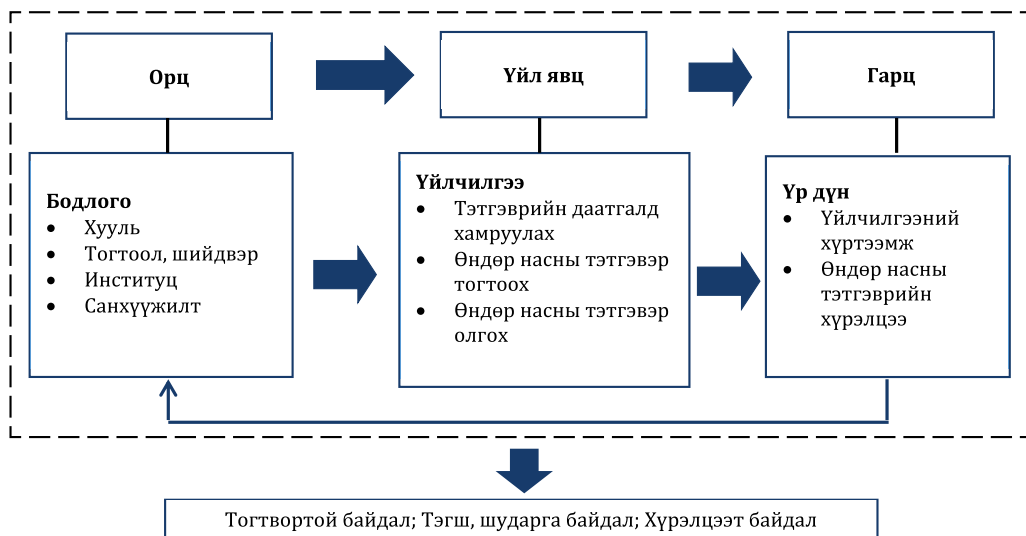 Орц
Үйл явц
Гарц
Бодлого
• Хууль
• Тогтоол, шийдвэр
• Институц
• Санхүүжилт
Үйлчилгээ
• Тэтгэврийн даатгалд
хамруулах
• Өндөр насны тэтгэвэр
тогтоох
• Өндөр насны тэтгэвэр
олгох
Үр дүн
• Үйлчилгээний
хүртээмж
• Өндөр насны
тэтгэврийн
хүрэлцээ
Тогтвортой байдал; Тэгш, шударга байдал; Хүрэлцээт байдал